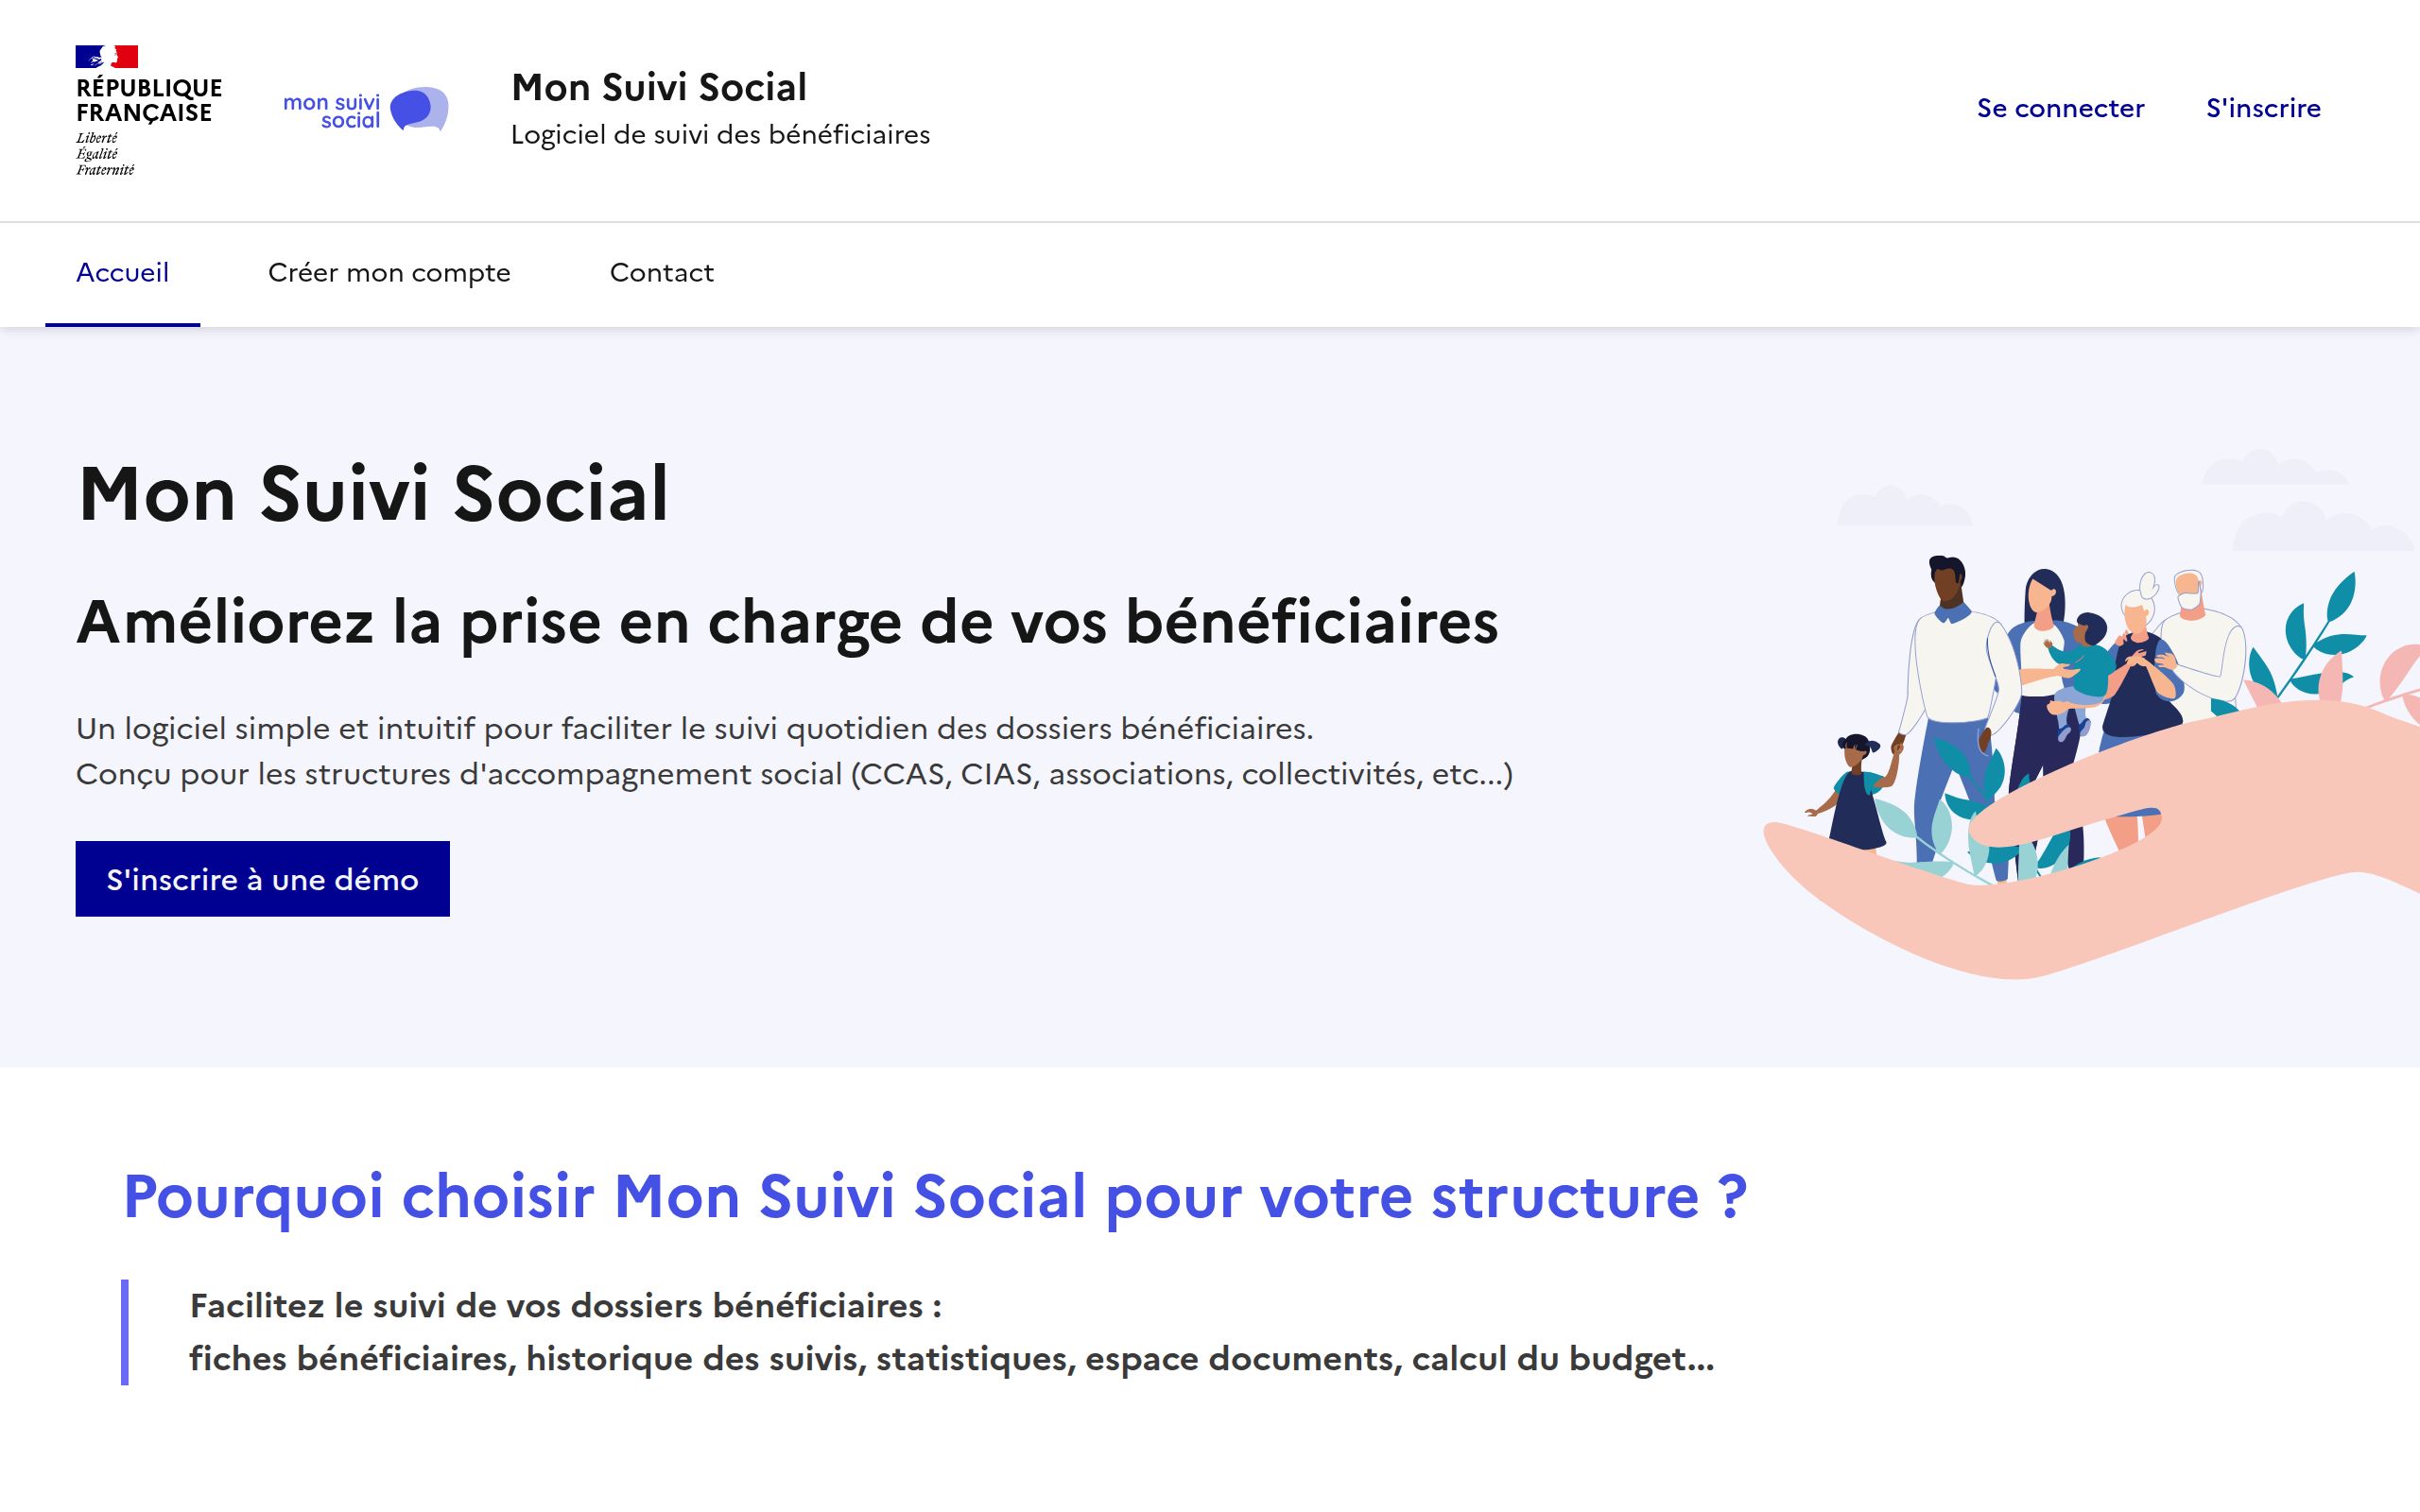 RÉPUBLIQUE
FRANÇAISE
Liberté
Égalité
Fraternité
mon suivi
social
Mon Suivi Social
Logiciel de suivi des bénéficiaires
Se connecter
S'inscrire
Accueil
Créer mon compte
Contact
Mon Suivi Social
Améliorez la prise en charge de vos bénéficiaires
Un logiciel simple et intuitif pour faciliter le suivi quotidien des dossiers bénéficiaires.
Conçu pour les structures d'accompagnement social (CCAS, CIAS, associations, collectivités, etc...)
S'inscrire à une démo
Pourquoi choisir Mon Suivi Social pour votre structure ?
Facilitez le suivi de vos dossiers bénéficiaires :
fiches bénéficiaires, historique des suivis, statistiques, espace documents, calcul du budget...